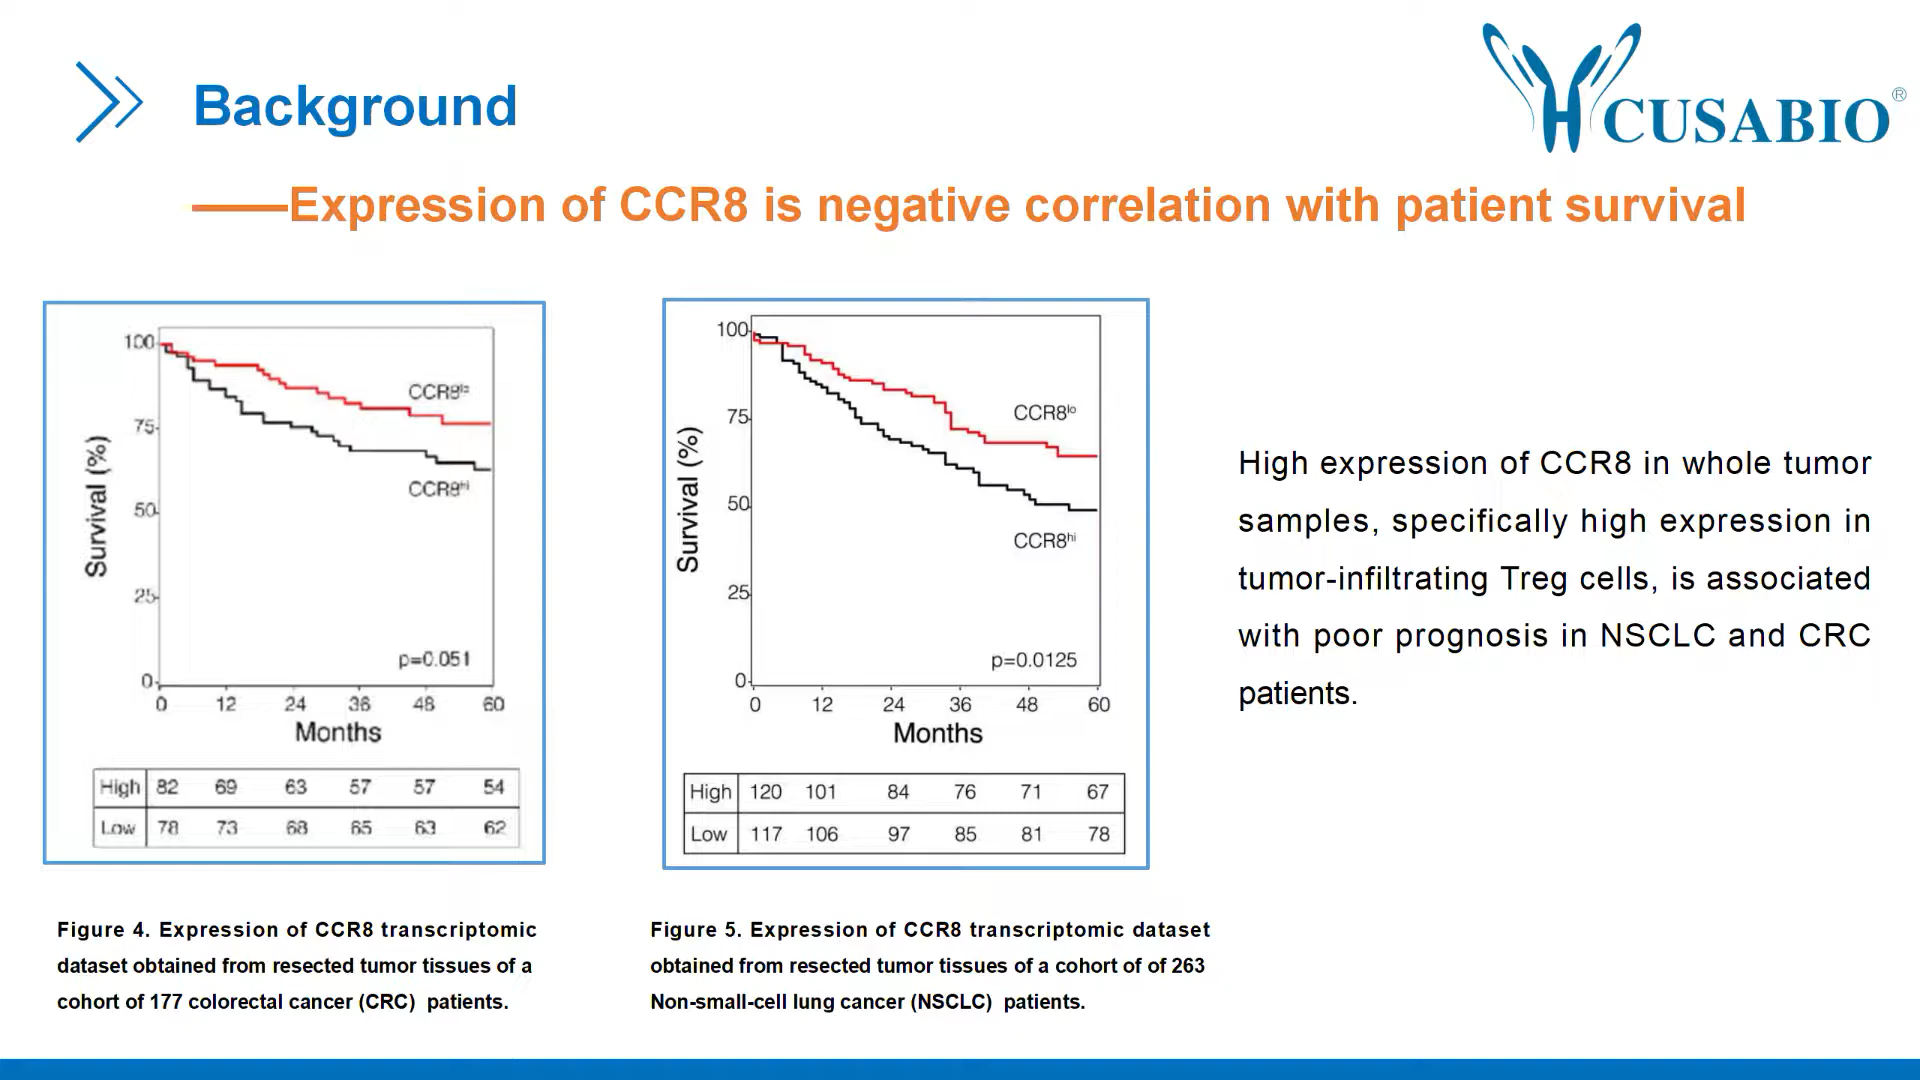 Background
CUSABIO®
——Expression of CCR8 is negative correlation with patient survival
100
75
50
25
0
Survival (%)
CCR8lo
CCR8hi
p=0.051
0 12 24 36 48 60
Months
High 82 69 63 57 57 54
Low 78 73 68 65 63 62
100
75
50
25
0
Survival (%)
CCR8lo
CCR8hi
p=0.0125
0 12 24 36 48 60
Months
High 120 101 84 76 71 67
Low 117 106 97 85 81 78
High expression of CCR8 in whole tumor
samples, specifically high expression in
tumor-infiltrating Treg cells, is associated
with poor prognosis in NSCLC and CRC
patients.
Figure 4. Expression of CCR8 transcriptomic
dataset obtained from resected tumor tissues of a
cohort of 177 colorectal cancer (CRC) patients.
Figure 5. Expression of CCR8 transcriptomic dataset
obtained from resected tumor tissues of a cohort of of 263
Non-small-cell lung cancer (NSCLC) patients.